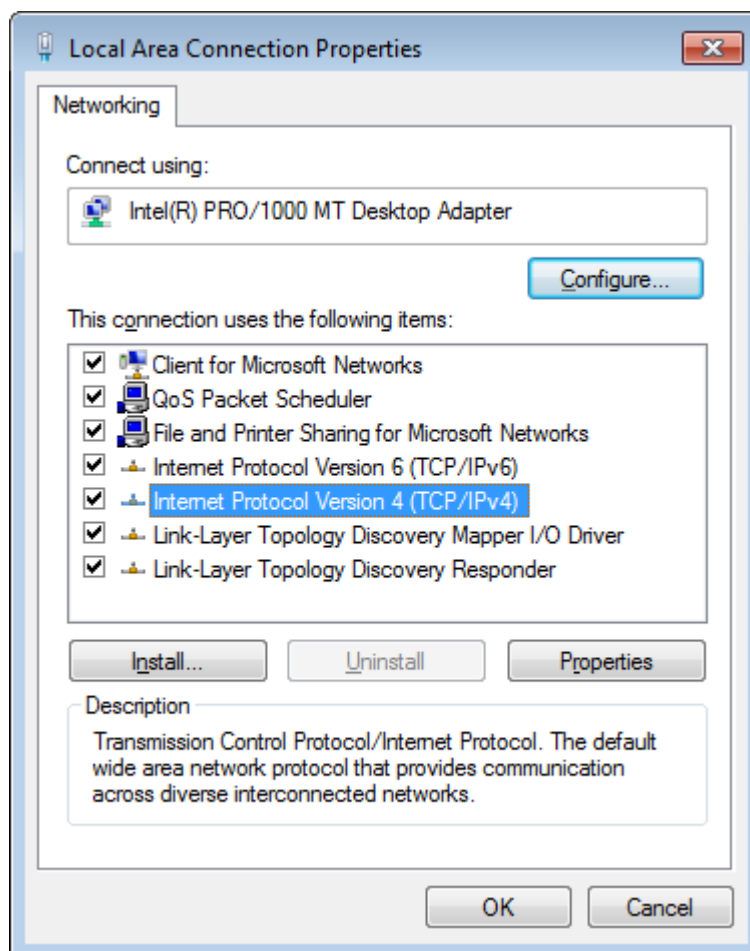 Local Area Connection Properties
Networking
Connect using:
Intel(R) PRO/1000 MT Desktop Adapter
Configure...
This connection uses the following items:
Client for Microsoft Networks
QoS Packet Scheduler
File and Printer Sharing for Microsoft Networks
Internet Protocol Version 6 (TCP/IPv6)
Internet Protocol Version 4 (TCP/IPv4)
Link-Layer Topology Discovery Mapper I/O Driver
Link-Layer Topology Discovery Responder
Install... Uninstall Properties
Description
Transmission Control Protocol/Internet Protocol. The default
wide area network protocol that provides communication
across diverse interconnected networks.
OK Cancel